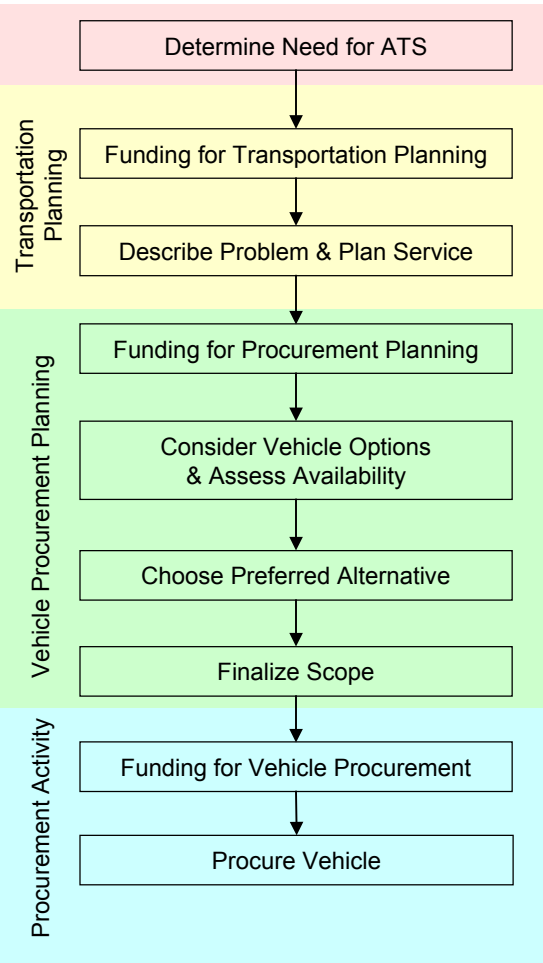 Determine Need for ATS
Transportation
Planning
Funding for Transportation Planning
Describe Problem & Plan Service
Vehicle Procurement Planning
Funding for Procurement Planning
Consider Vehicle Options
& Assess Availability
Choose Preferred Alternative
Finalize Scope
Procurement Activity
Funding for Vehicle Procurement
Procure Vehicle